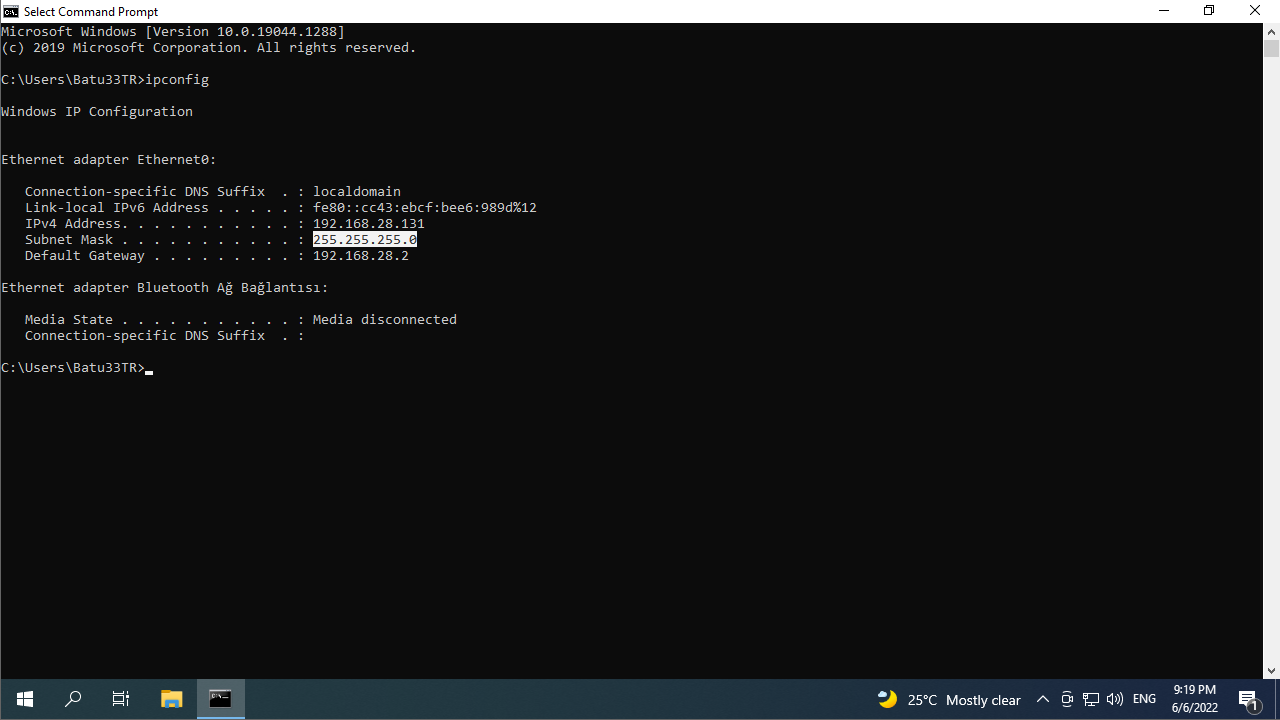 Select Command Prompt
Microsoft Windows [Version 10.0.19044.1288]
(c) 2019 Microsoft Corporation. All rights reserved.
C:\Users\Batu33TR>ipconfig
Windows IP Configuration
Ethernet adapter Ethernet0:
Connection-specific DNS Suffix  . : localdomain
Link-local IPv6 Address . . . . . : fe80::cc43:ebcf:bee6:989d%12
IPv4 Address. . . . . . . . . . . : 192.168.28.131
Subnet Mask . . . . . . . . . . . : 255.255.255.0
Default Gateway . . . . . . . . . : 192.168.28.2
Ethernet adapter Bluetooth Ağ Bağlantısı:
Media State . . . . . . . . . . . : Media disconnected
Connection-specific DNS Suffix  . :
C:\Users\Batu33TR>
25°C Mostly clear
ENG
9:19 PM
6/6/2022
1